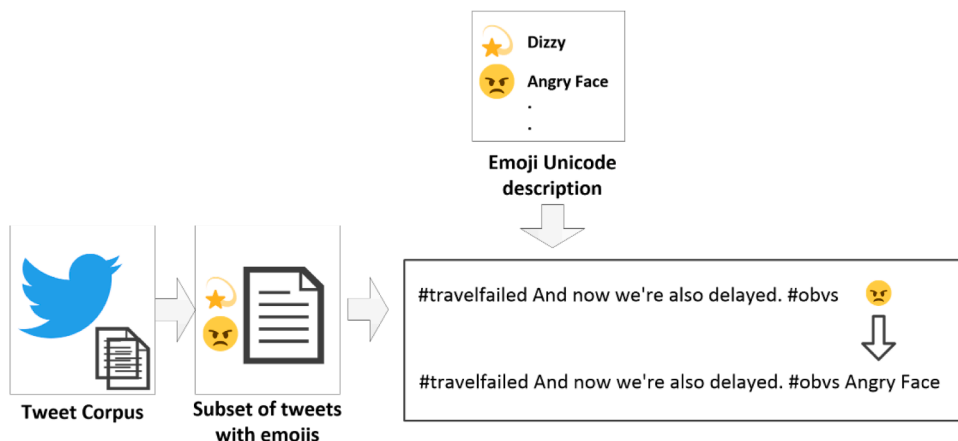 Dizzy
Angry Face
.
.
Emoji Unicode
description
#travelfailed And now we're also delayed. #obvs 😠
#travelfailed And now we're also delayed. #obvs Angry Face
Tweet Corpus
Subset of tweets
with emojis